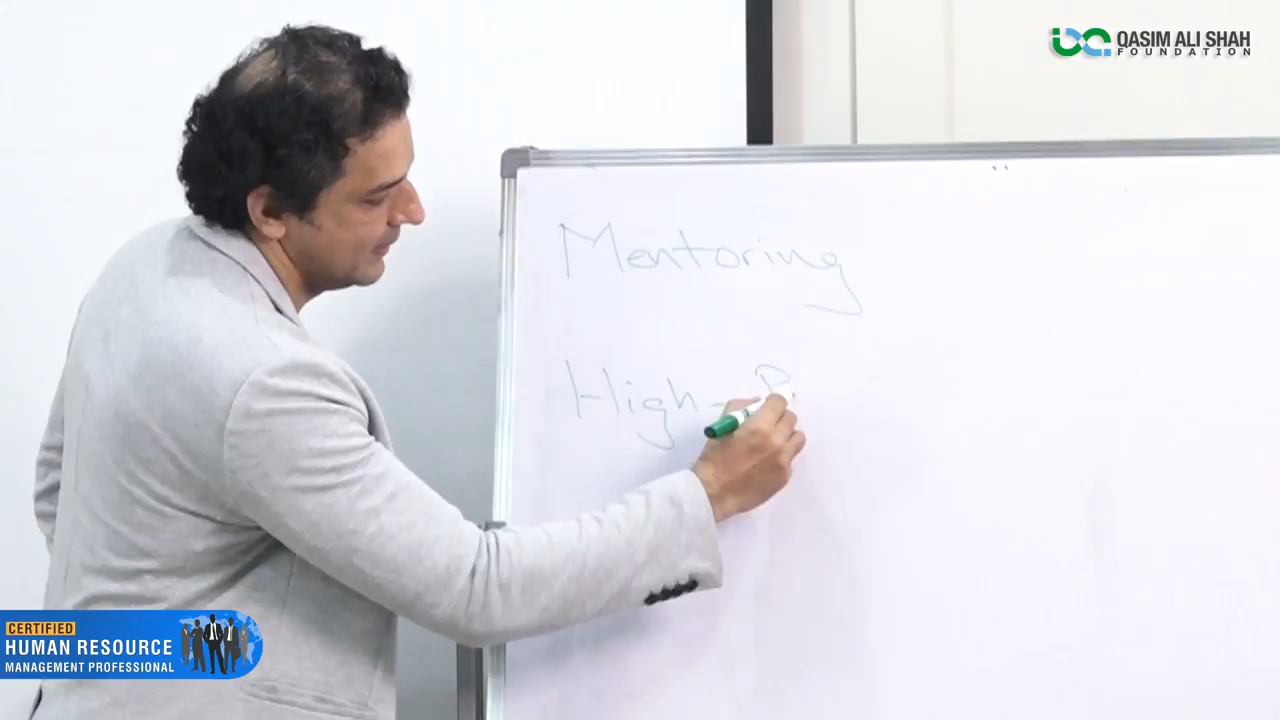 QASIM ALI SHAH
FOUNDATION
Mentoring
High-P
CERTIFIED
HUMAN RESOURCE
MANAGEMENT PROFESSIONAL